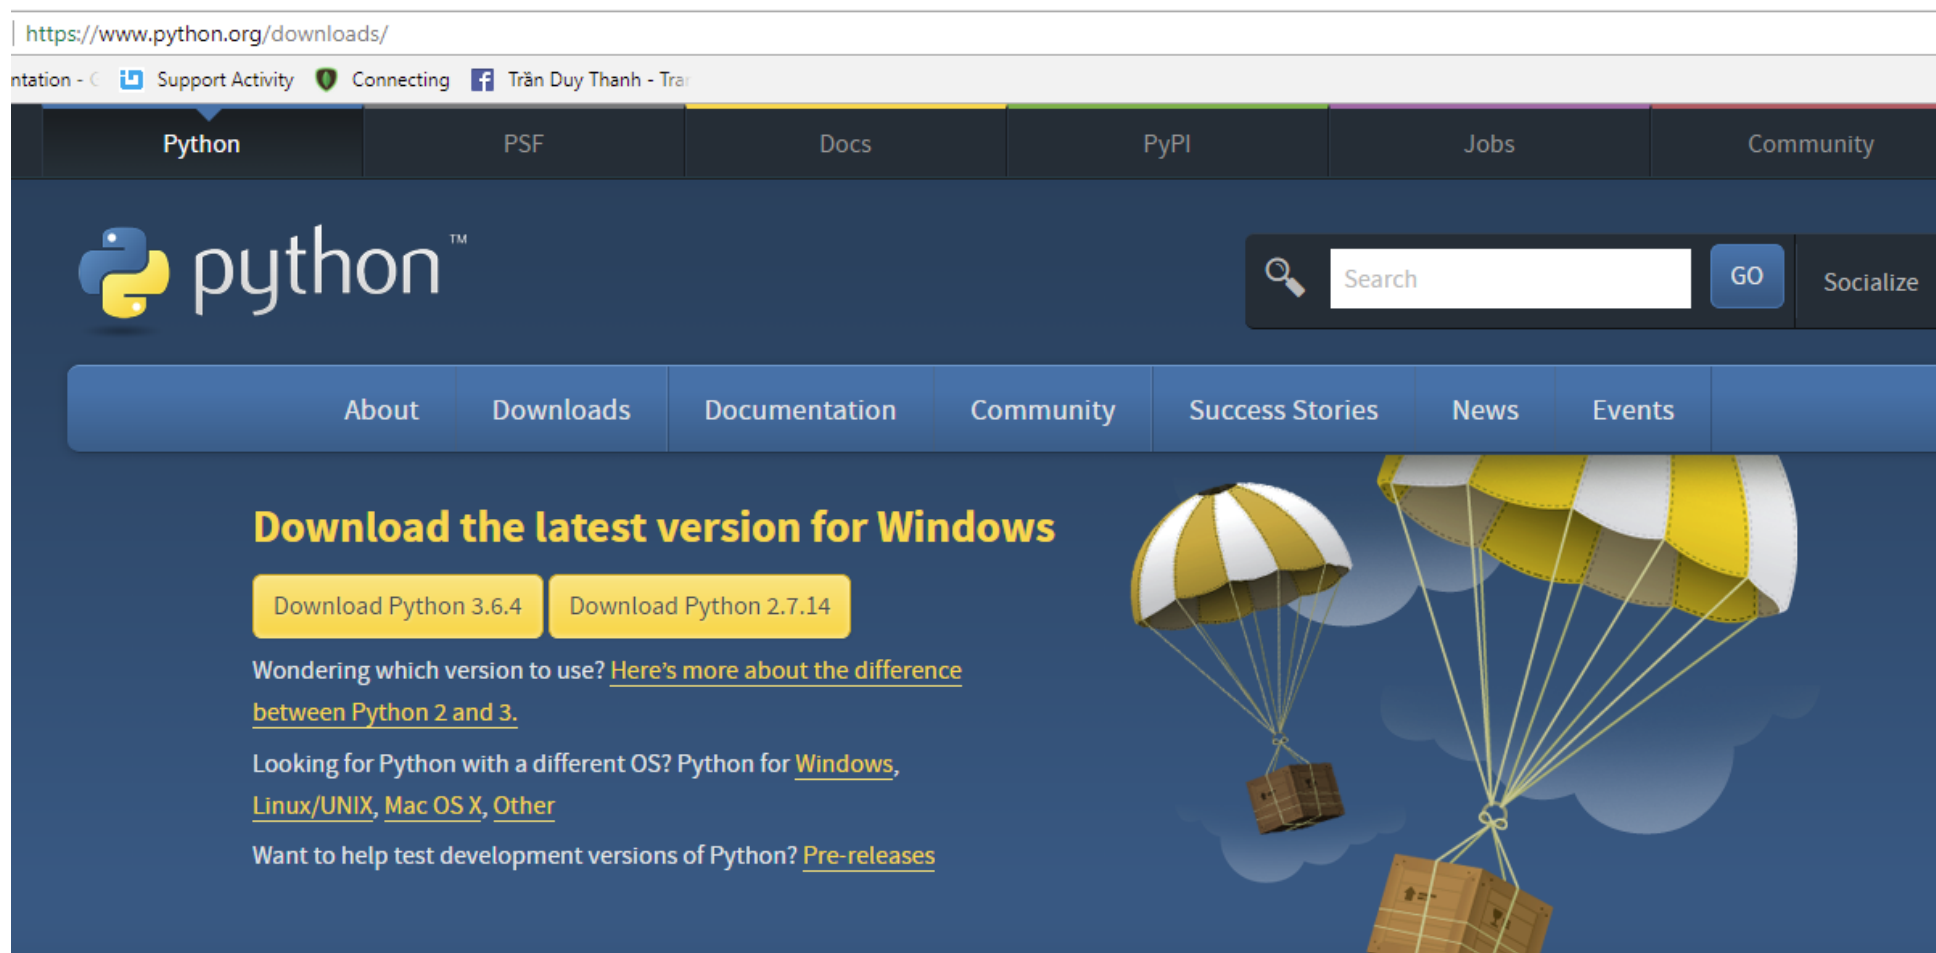 https://www.python.org/downloads/
ntation - Support Activity Connecting Trần Duy Thanh - Tran
Python PSF Docs PyPI Jobs Community
python™
Search GO Socialize
About Downloads Documentation Community Success Stories News Events
Download the latest version for Windows
Download Python 3.6.4 Download Python 2.7.14
Wondering which version to use? Here's more about the difference
between Python 2 and 3.
Looking for Python with a different OS? Python for Windows,
Linux/UNIX, Mac OS X, Other
Want to help test development versions of Python? Pre-releases